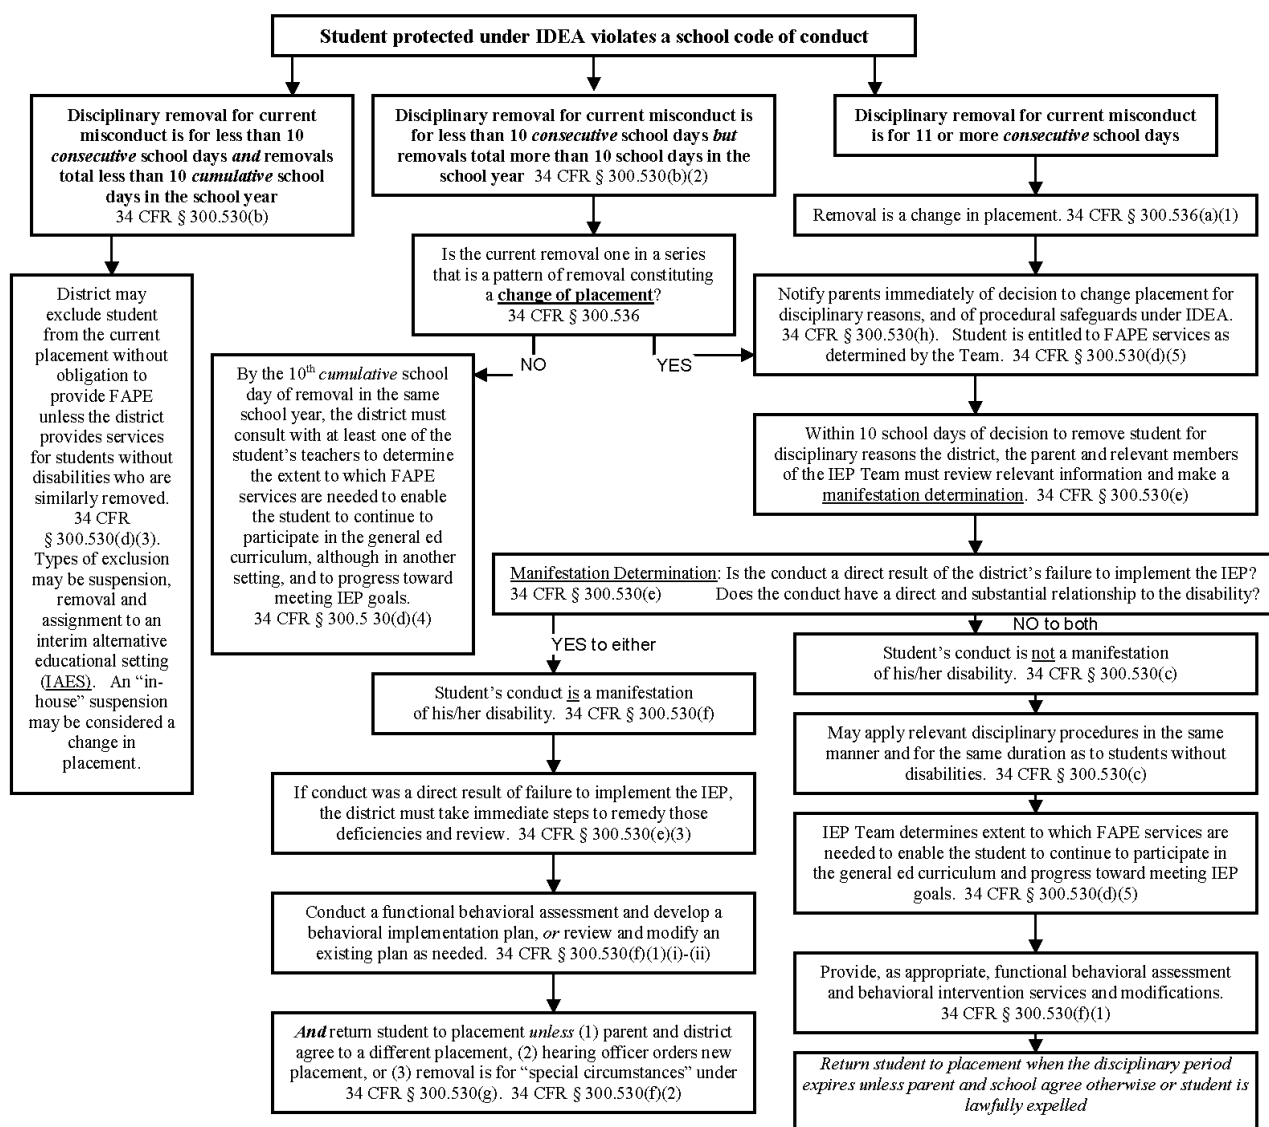 Student protected under IDEA violates a school code of conduct
Disciplinary removal for current
misconduct is for less than 10
consecutive school days and removals
total less than 10 cumulative school
days in the school year
34 CFR § 300.530(b)
Disciplinary removal for current misconduct is
for less than 10 consecutive school days but
removals total more than 10 school days in the
school year 34 CFR § 300.530(b)(2)
Disciplinary removal for current misconduct
is for 11 or more consecutive school days
Removal is a change in placement. 34 CFR § 300.536(a)(1)
Is the current removal one in a series
that is a pattern of removal constituting
a change of placement?
34 CFR § 300.536
NO
YES
District may
exclude student
from the current
placement without
obligation to
provide FAPE
unless the district
provides services
for students without
disabilities who are
similarly removed.
34 CFR
§ 300.530(d)(3).
Types of exclusion
may be suspension,
removal and
assignment to an
interim alternative
educational setting
(IAES). An “in-
house” suspension
may be considered a
change in
placement.
By the 10th cumulative school
day of removal in the same
school year, the district must
consult with at least one of the
student’s teachers to determine
the extent to which FAPE
services are needed to enable
the student to continue to
participate in the general ed
curriculum, although in another
setting, and to progress toward
meeting IEP goals.
34 CFR § 300.5 30(d)(4)
Notify parents immediately of decision to change placement for
disciplinary reasons, and of procedural safeguards under IDEA.
34 CFR § 300.530(h). Student is entitled to FAPE services as
determined by the Team. 34 CFR § 300.530(d)(5)
Within 10 school days of decision to remove student for
disciplinary reasons the district, the parent and relevant members
of the IEP Team must review relevant information and make a
manifestation determination. 34 CFR § 300.530(e)
Manifestation Determination: Is the conduct a direct result of the district’s failure to implement the IEP?
34 CFR § 300.530(e) Does the conduct have a direct and substantial relationship to the disability?
YES to either
NO to both
Student’s conduct is a manifestation
of his/her disability. 34 CFR § 300.530(f)
If conduct was a direct result of failure to implement the IEP,
the district must take immediate steps to remedy those
deficiencies and review. 34 CFR § 300.530(e)(3)
Conduct a functional behavioral assessment and develop a
behavioral implementation plan, or review and modify an
existing plan as needed. 34 CFR § 300.530(f)(1)(i)-(ii)
And return student to placement unless (1) parent and district
agree to a different placement, (2) hearing officer orders new
placement, or (3) removal is for “special circumstances” under
34 CFR § 300.530(g). 34 CFR § 300.530(f)(2)
Student’s conduct is not a manifestation
of his/her disability. 34 CFR § 300.530(c)
May apply relevant disciplinary procedures in the same
manner and for the same duration as to students without
disabilities. 34 CFR § 300.530(c)
IEP Team determines extent to which FAPE services are
needed to enable the student to continue to participate in
the general ed curriculum and progress toward meeting IEP
goals. 34 CFR § 300.530(d)(5)
Provide, as appropriate, functional behavioral assessment
and behavioral intervention services and modifications.
34 CFR § 300.530(f)(1)
Return student to placement when the disciplinary period
expires unless parent and school agree otherwise or student is
lawfully expelled